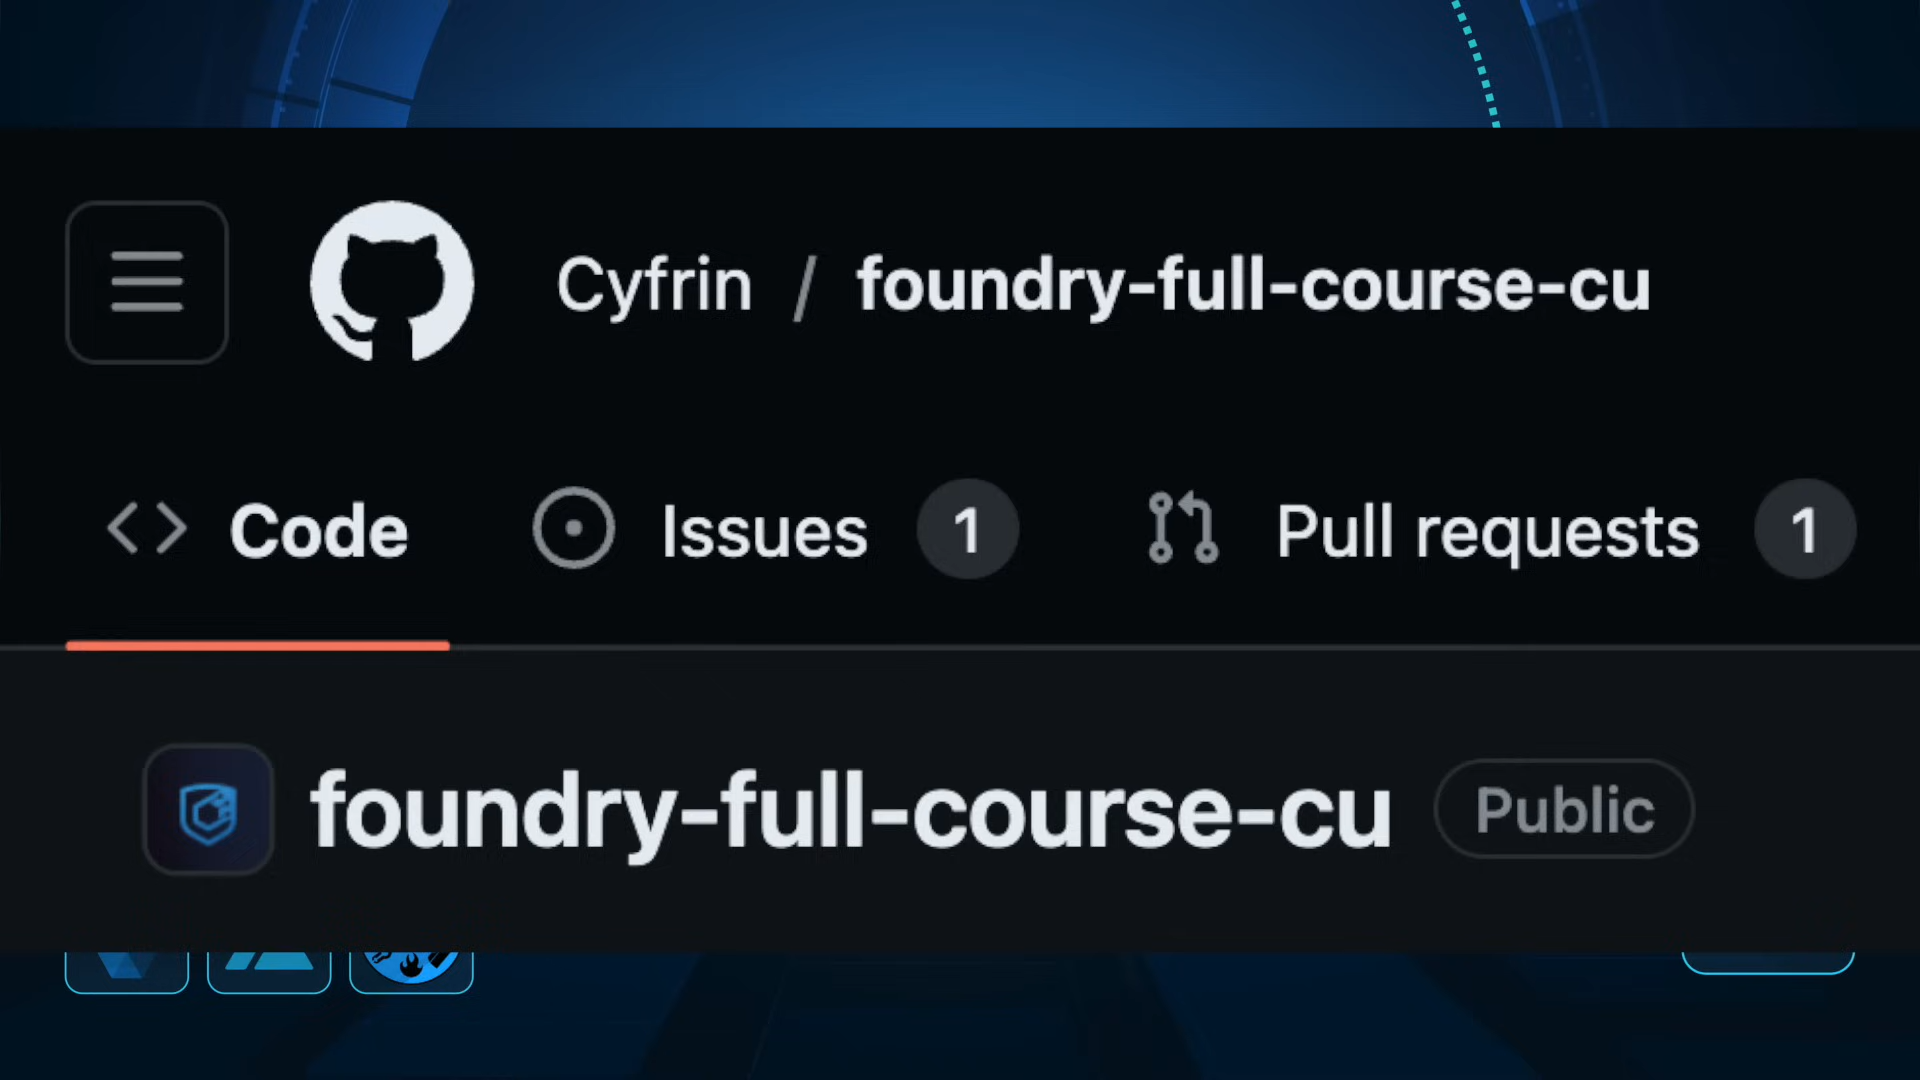 Cyfrin / foundry-full-course-cu
Code Issues 1 Pull requests 1
foundry-full-course-cu Public